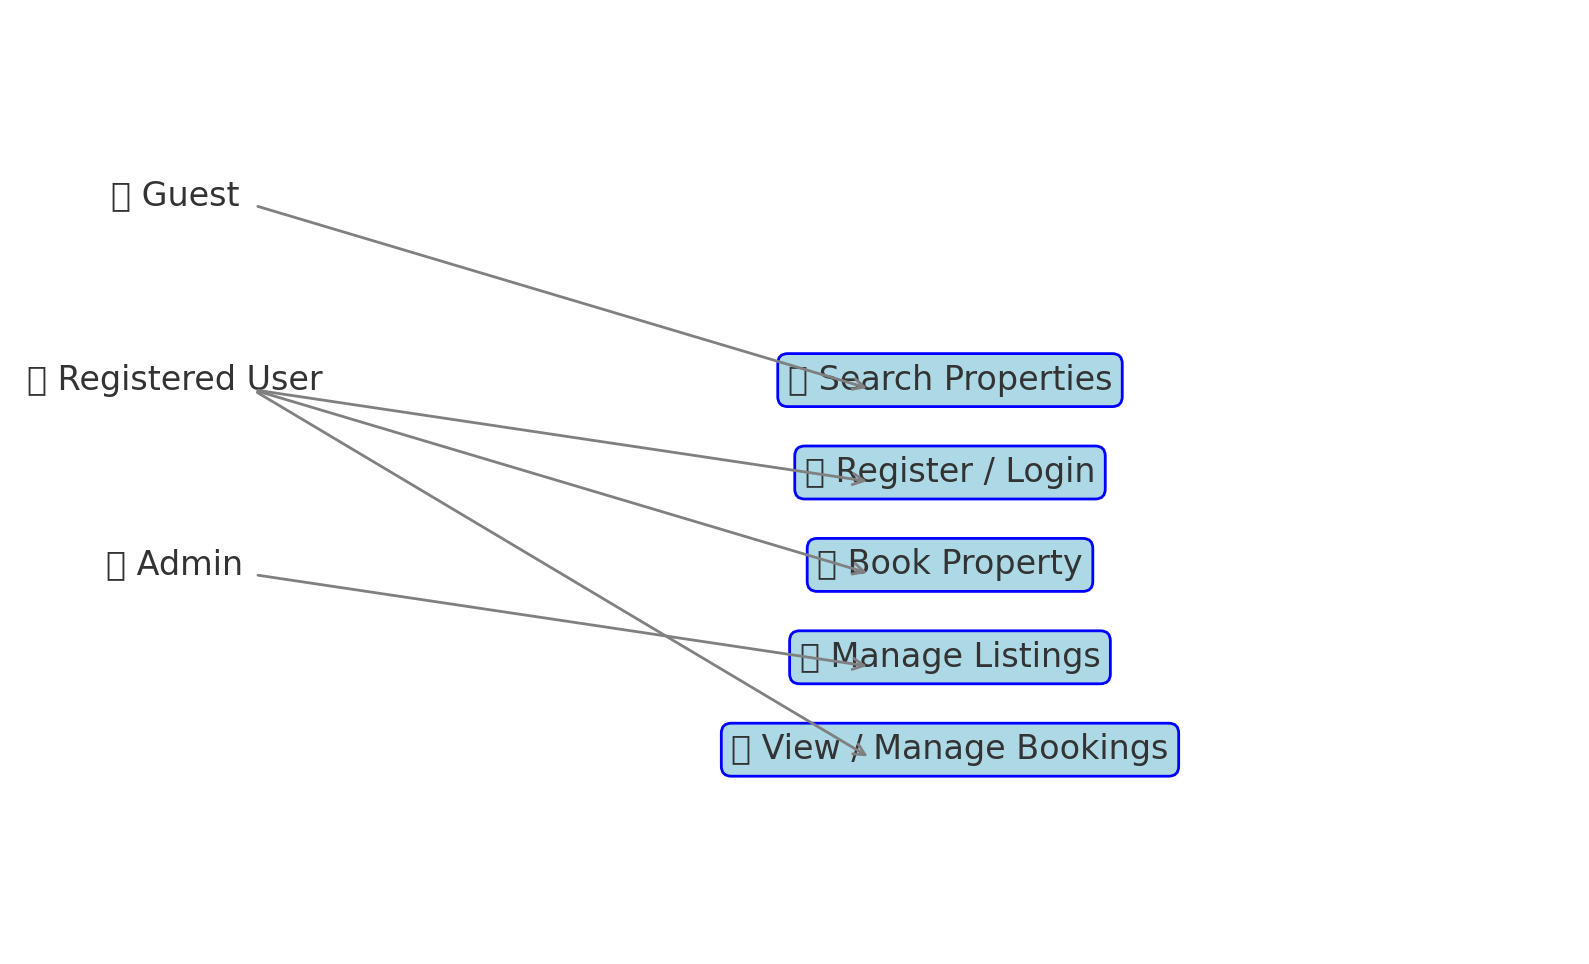 Guest
Registered User
Admin
Search Properties
Register / Login
Book Property
Manage Listings
View / Manage Bookings